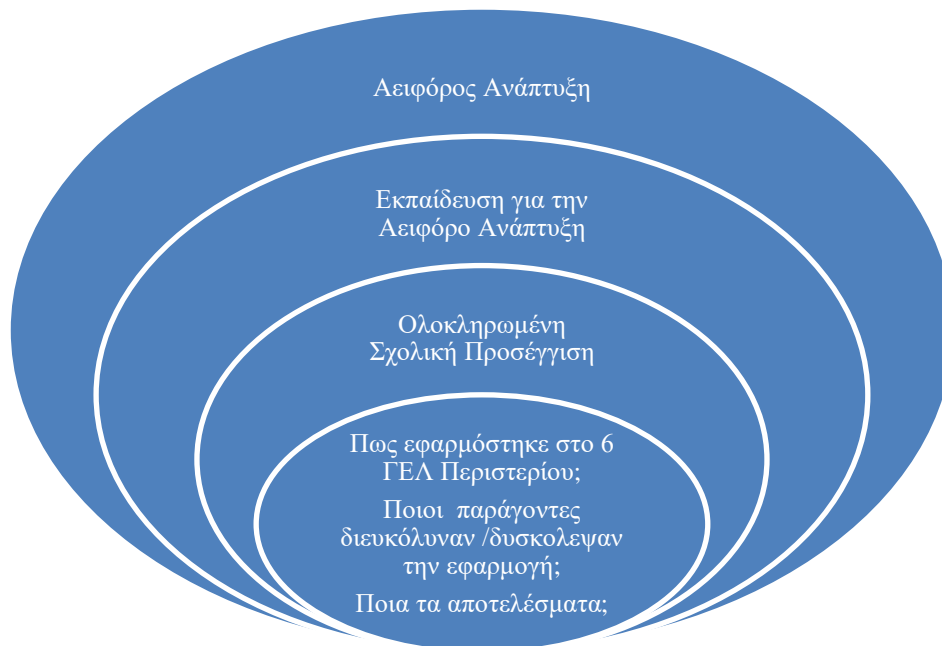 Αειφόρος Ανάπτυξη
Εκπαίδευση για την
Αειφόρο Ανάπτυξη
Ολοκληρωμένη
Σχολική Προσέγγιση
Πως εφαρμόστηκε στο 6
ΓΕΛ Περιστερίου;
Ποιοι παράγοντες
διευκόλυναν /δυσκολεψαν
την εφαρμογή;
Ποια τα αποτελέσματα;